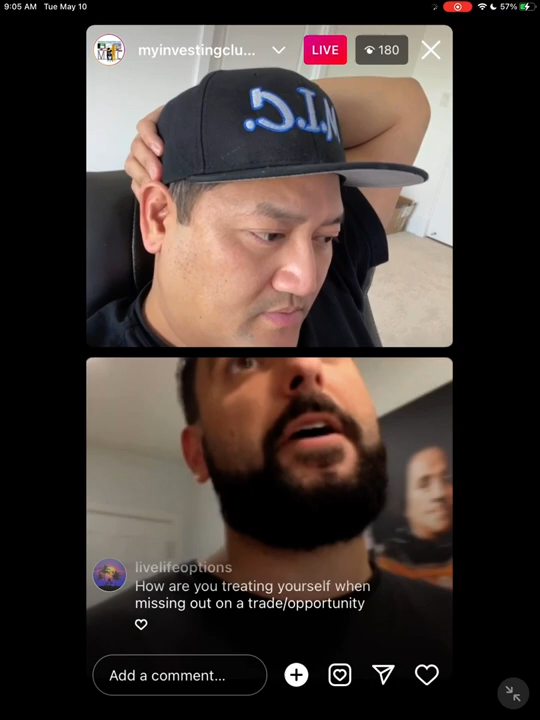 9:05 AM Tue May 10
57%
myinvestingclu...
LIVE
180
M.I.C.
livelifeoptions
How are you treating yourself when
missing out on a trade/opportunity
Add a comment...